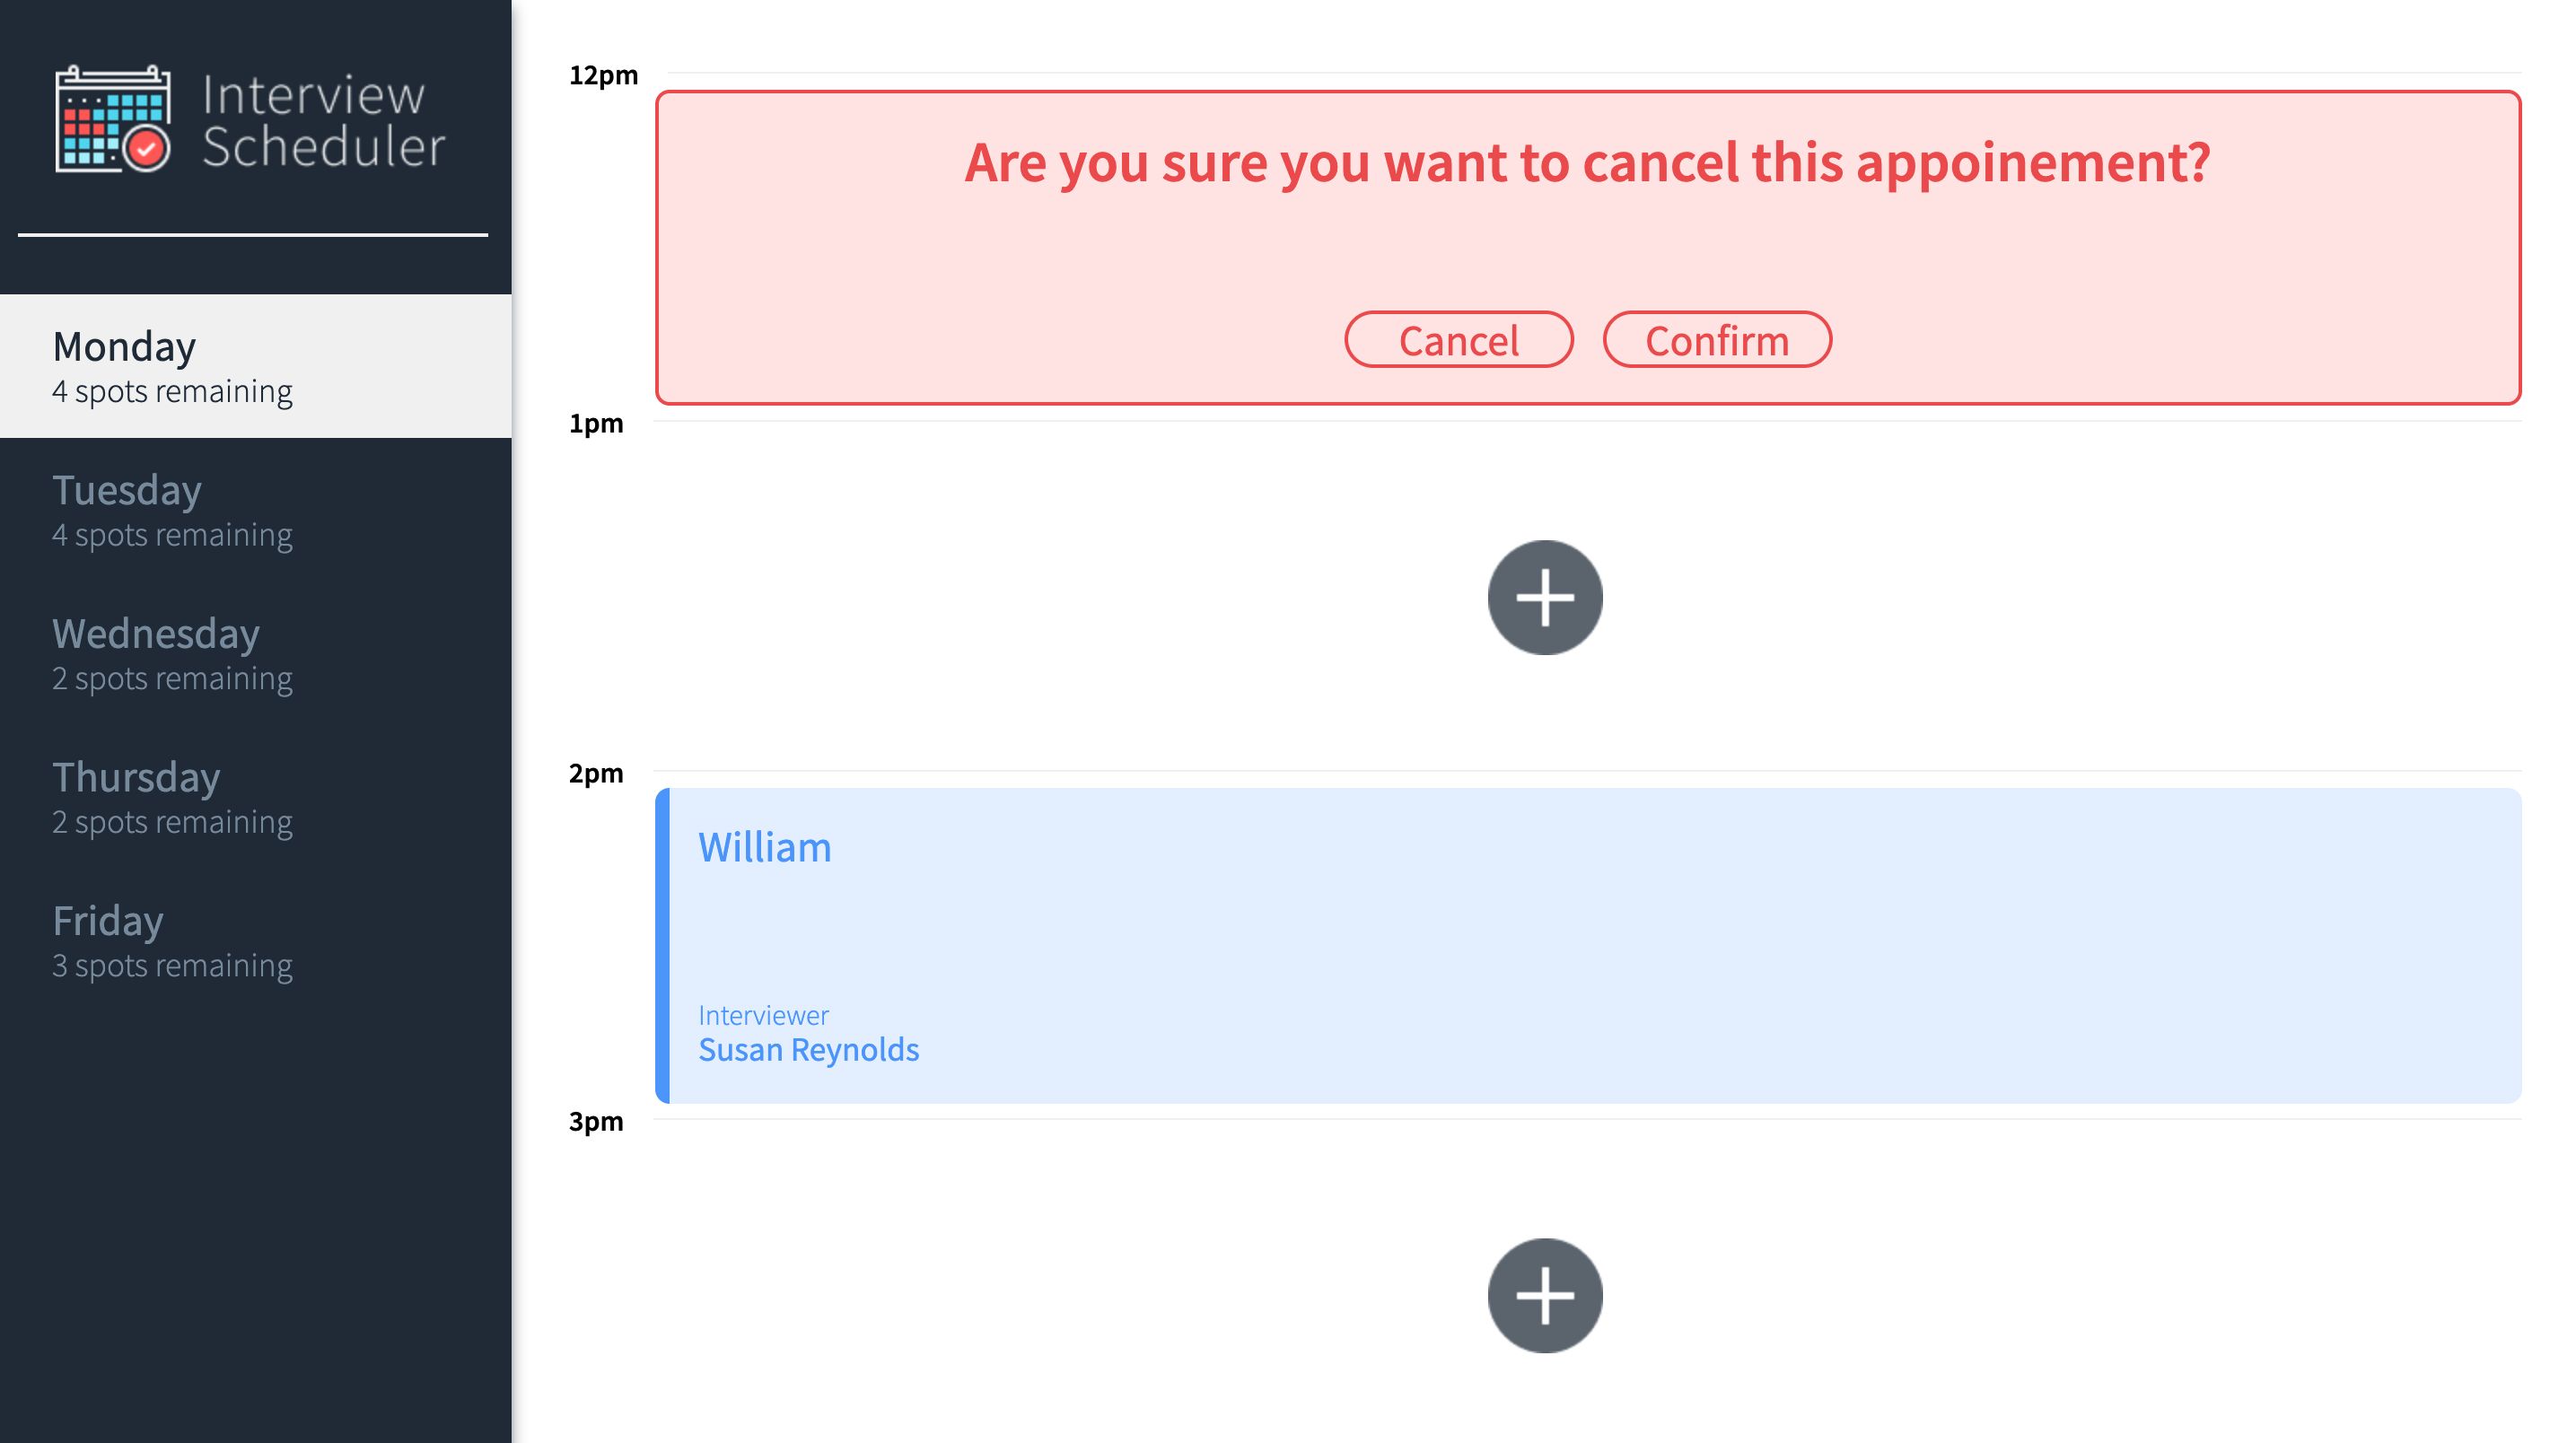 Interview
Scheduler
Monday
4 spots remaining
Tuesday
4 spots remaining
Wednesday
2 spots remaining
Thursday
2 spots remaining
Friday
3 spots remaining
12pm
Are you sure you want to cancel this appoinement?
Cancel Confirm
1pm
2pm
William
Interviewer
Susan Reynolds
3pm